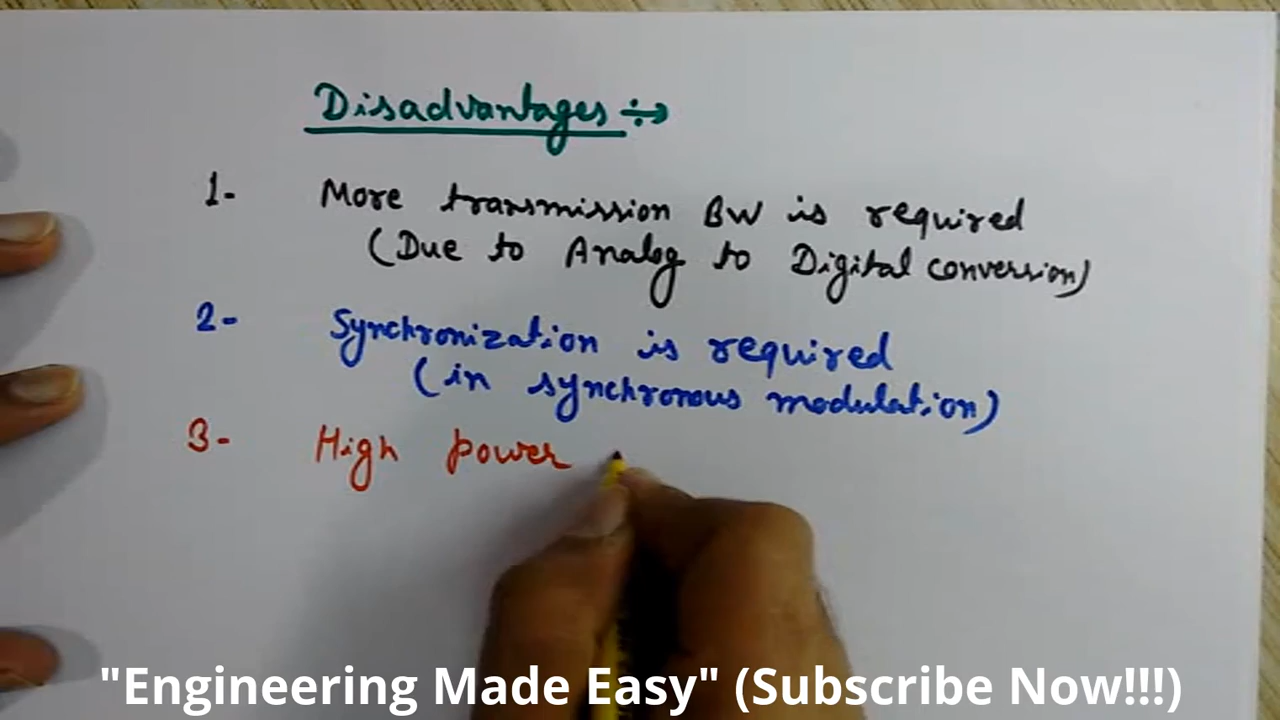 Disadvantages ÷→
1- More transmission BW is required
(Due to Analog to Digital conversion)
2- Synchronization is required
(in synchronous modulation)
3- High power
"Engineering Made Easy" (Subscribe Now!!!)